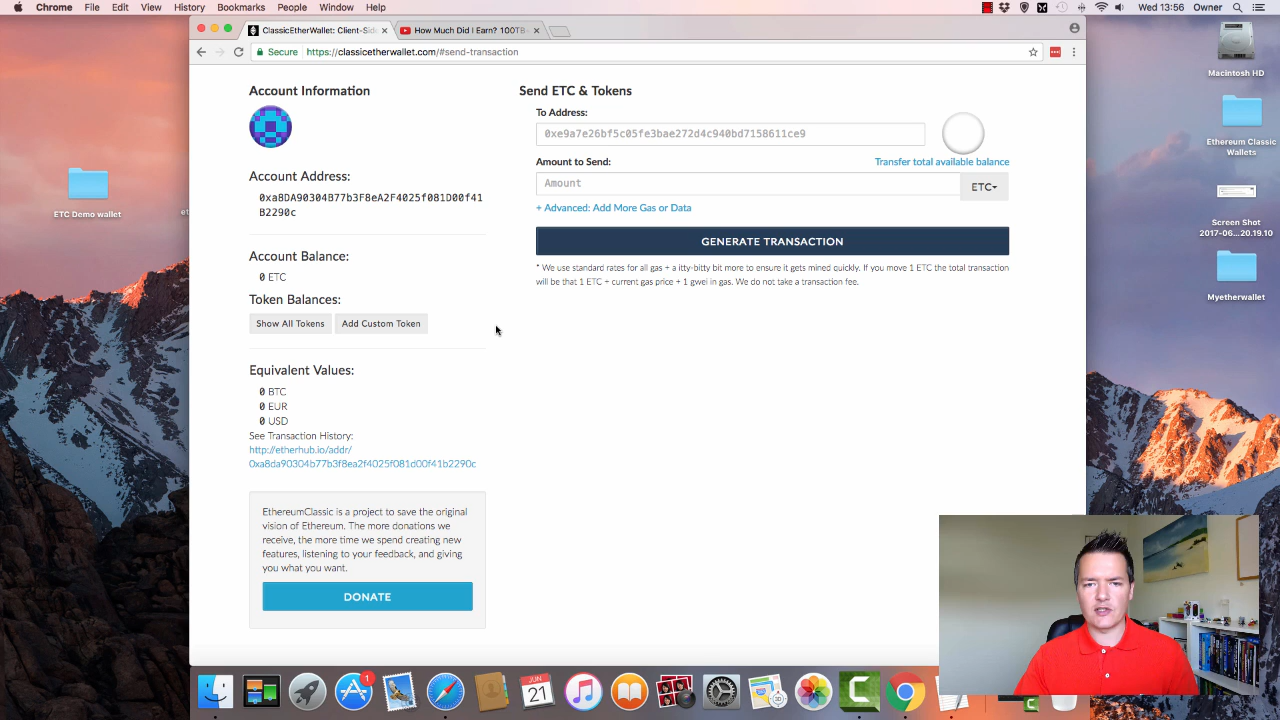 Chrome File Edit View History Bookmarks People Window Help
Wed 13:56 Owner
ClassicEtherWallet: Client-Sid
How Much Did I Earn? 100TB
Secure https://classicetherwallet.com/#send-transaction
Account Information
Account Address:
0xa8DA90304B77b3F8eA2F4025f081D00f41
B2290c
Account Balance:
0 ETC
Token Balances:
Show All Tokens Add Custom Token
Equivalent Values:
0 BTC
0 EUR
0 USD
See Transaction History:
http://etherhub.io/addr/
0xa8da90304b77b3f8ea2f4025f081d00f41b2290c
EthereumClassic is a project to save the original
vision of Ethereum. The more donations we
receive, the more time we spend creating new
features, listening to your feedback, and giving
you what you want.
DONATE
Send ETC & Tokens
To Address:
0xe9a7e26bf5c05fe3bae272d4c940bd7158611ce9
Amount to Send:
Transfer total available balance
Amount
ETC
+ Advanced: Add More Gas or Data
GENERATE TRANSACTION
* We use standard rates for all gas + a itty-bitty bit more to ensure it gets mined quickly. If you move 1 ETC the total transaction
will be that 1 ETC + current gas price + 1 gwei in gas. We do not take a transaction fee.
ETC Demo wallet
et
Macintosh HD
Ethereum Classic
Wallets
Screen Shot
2017-06...20.19.10
Myetherwallet
1
JUN
21
30